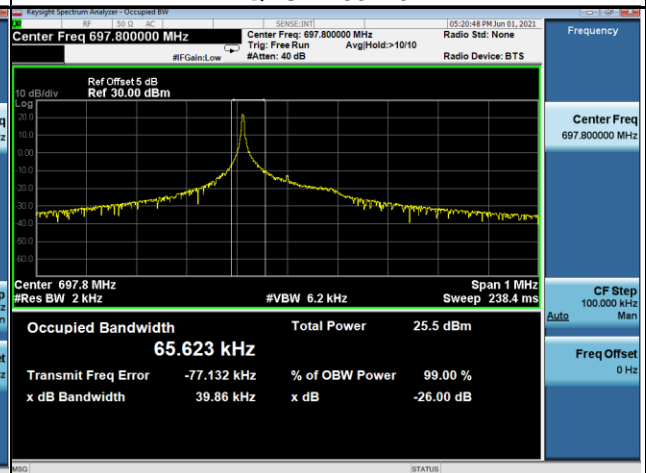 Keysight Spectrum Analyzer - Occupied BW
RF 50 Ω AC SENSE:INT 05:20:48 PM Jun 01, 2021
Center Freq 697.800000 MHz
Center Freq: 697.800000 MHz
Radio Std: None
Trig: Free Run Avg|Hold:>10/10
#IFGain:Low
#Atten: 40 dB
Radio Device: BTS
Frequency
Ref Offset 5 dB
10 dB/div Ref 30.00 dBm
Log
20.0
10.0
0.00
-10.0
-20.0
-30.0
-40.0
-50.0
-60.0
Center 697.8 MHz
Span 1 MHz
#Res BW 2 kHz
#VBW 6.2 kHz
Sweep 238.4 ms
Occupied Bandwidth
65.623 kHz
Total Power 25.5 dBm
Transmit Freq Error -77.132 kHz
% of OBW Power 99.00 %
x dB Bandwidth 39.86 kHz
x dB -26.00 dB
Center Freq
697.800000 MHz
CF Step
100.000 kHz
Auto Man
Freq Offset
0 Hz
MSG
STATUS